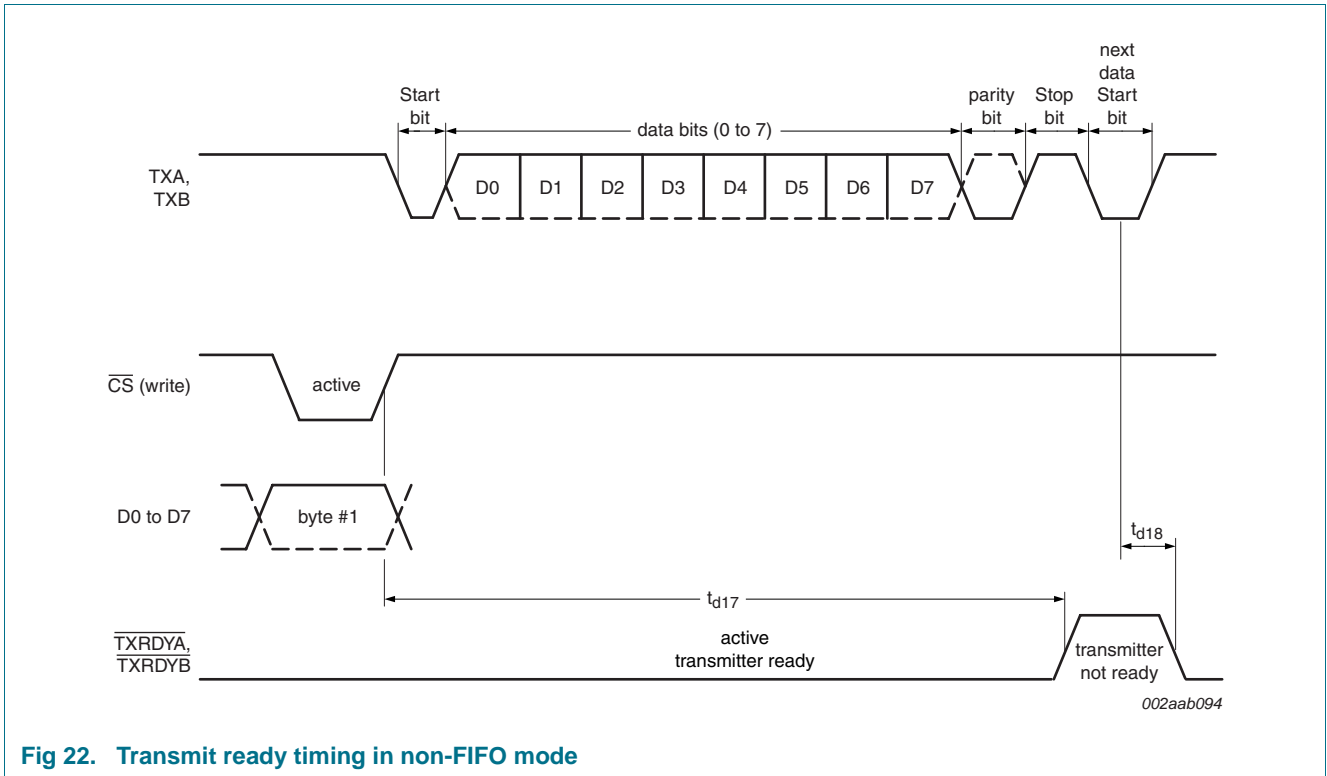 next
data
Start
bit
Start
bit
parity
bit
Stop
bit
data bits (0 to 7)
TXA,
TXB
D0 D1 D2 D3 D4 D5 D6 D7
CS (write)
active
D0 to D7
byte #1
td18
td17
TXRDYA,
TXRDYB
active
transmitter ready
transmitter
not ready
002aab094
Fig 22. Transmit ready timing in non-FIFO mode